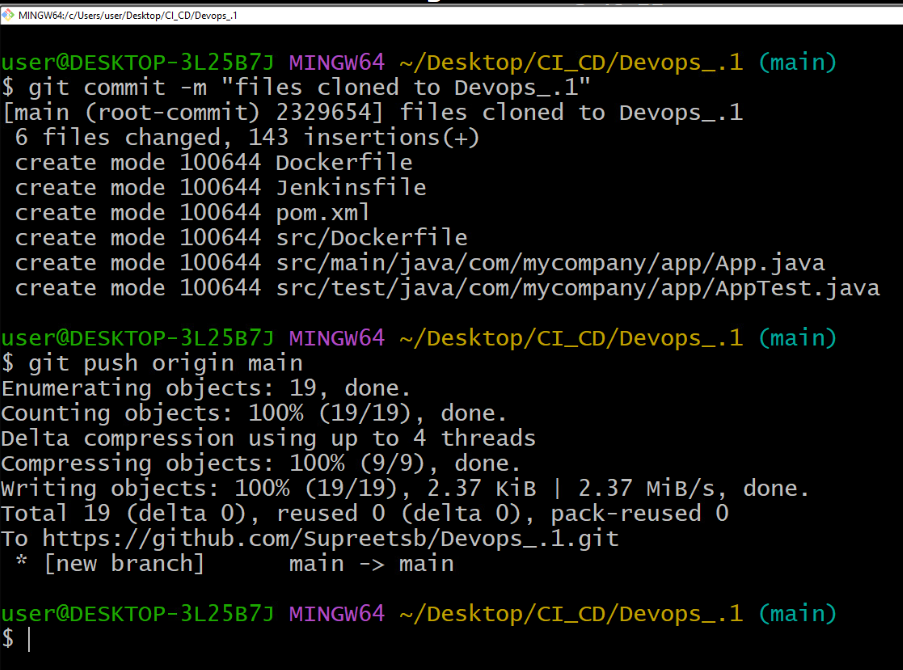 MINGW64:/c/Users/user/Desktop/CI_CD/Devops_.1
user@DESKTOP-3L25B7J MINGW64 ~/Desktop/CI_CD/Devops_.1 (main)
$ git commit -m "files cloned to Devops_.1"
[main (root-commit) 2329654] files cloned to Devops_.1
 6 files changed, 143 insertions(+)
 create mode 100644 Dockerfile
 create mode 100644 Jenkinsfile
 create mode 100644 pom.xml
 create mode 100644 src/Dockerfile
 create mode 100644 src/main/java/com/mycompany/app/App.java
 create mode 100644 src/test/java/com/mycompany/app/AppTest.java
user@DESKTOP-3L25B7J MINGW64 ~/Desktop/CI_CD/Devops_.1 (main)
$ git push origin main
Enumerating objects: 19, done.
Counting objects: 100% (19/19), done.
Delta compression using up to 4 threads
Compressing objects: 100% (9/9), done.
Writing objects: 100% (19/19), 2.37 KiB | 2.37 MiB/s, done.
Total 19 (delta 0), reused 0 (delta 0), pack-reused 0
To https://github.com/Supreetsb/Devops_.1.git
 * [new branch]      main -> main
user@DESKTOP-3L25B7J MINGW64 ~/Desktop/CI_CD/Devops_.1 (main)
$